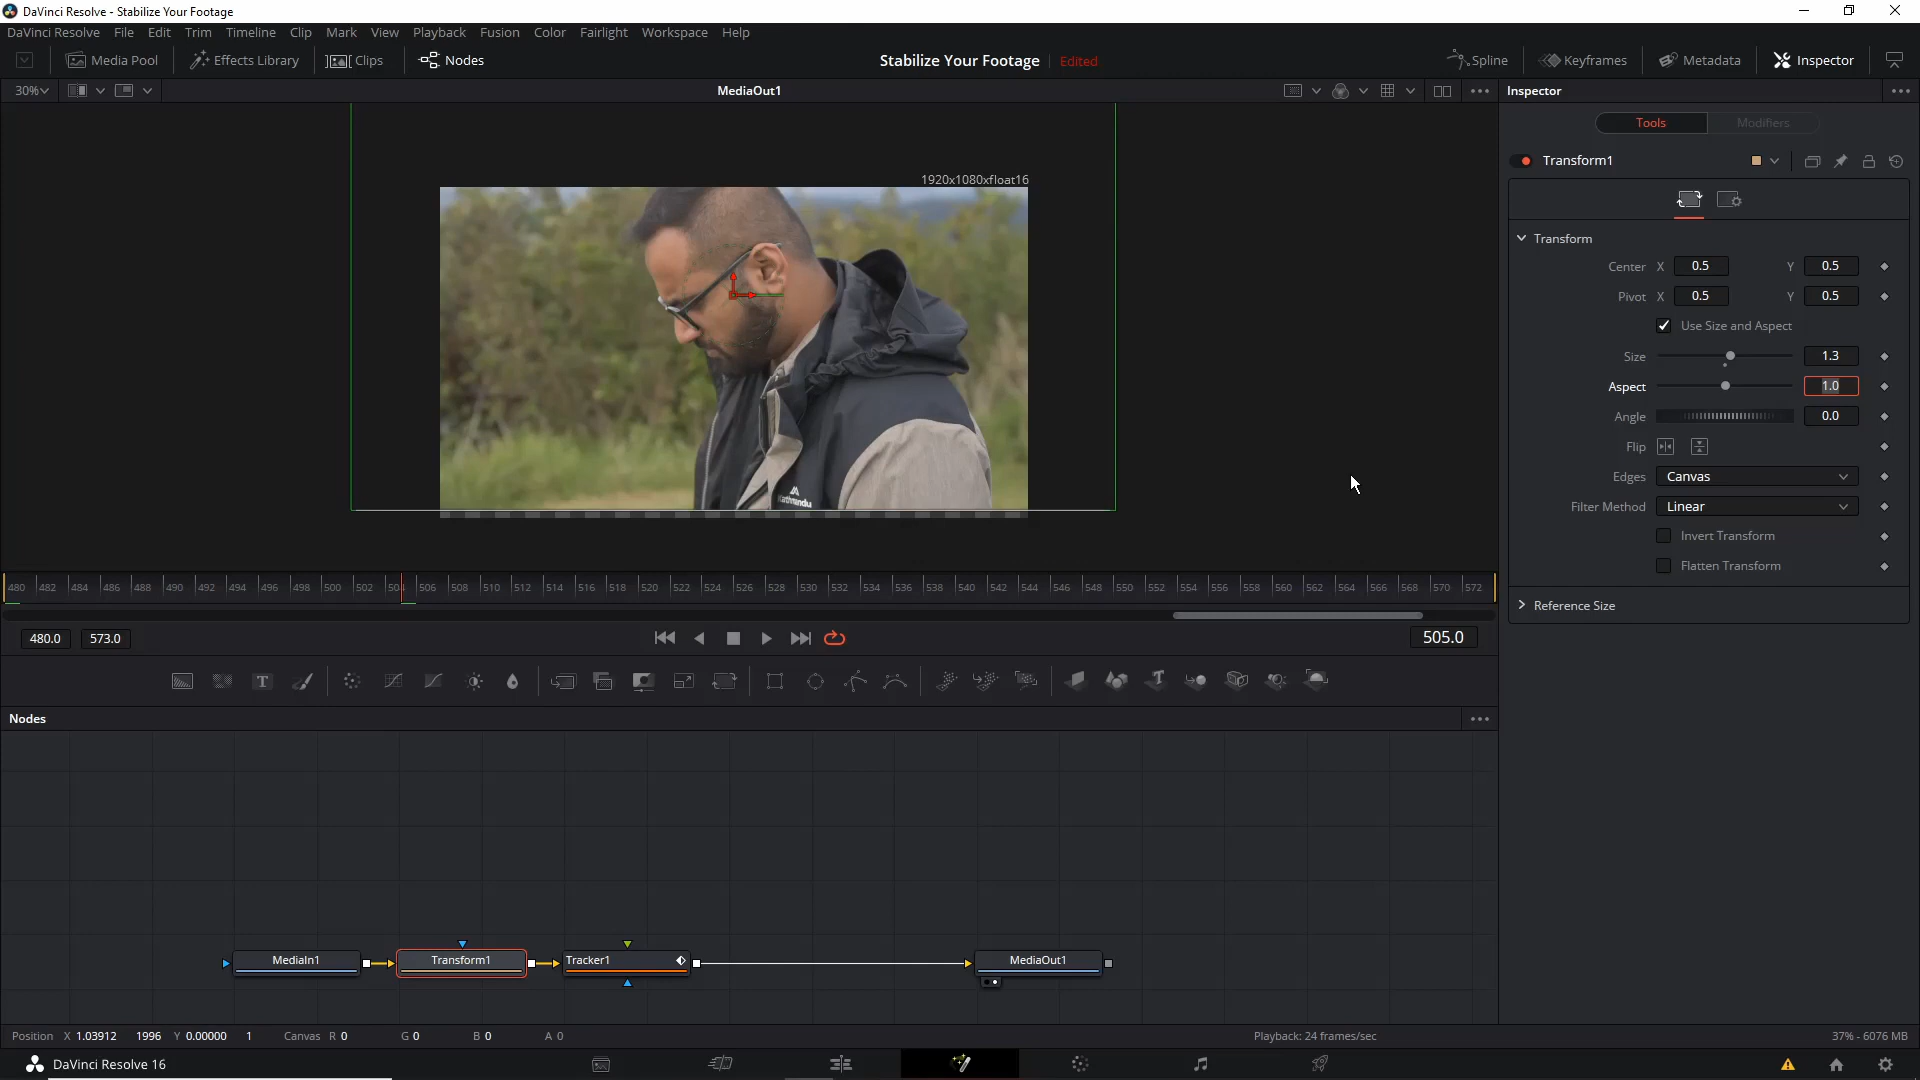 DaVinci Resolve - Stabilize Your Footage
DaVinci Resolve File Edit Trim Timeline Clip Mark View Playback Fusion Color Fairlight Workspace Help
Media Pool Effects Library Clips Nodes Stabilize Your Footage Edited Spline Keyframes Metadata Inspector
30% MediaOut1 Inspector
Tools Modifiers
Transform1
1920x1080xfloat16
Transform
Center X 0.5 Y 0.5
Pivot X 0.5 Y 0.5
Use Size and Aspect
Size 1.3
Aspect 1.0
Angle 0.0
Flip
Edges Canvas
Filter Method Linear
Invert Transform
Flatten Transform
Reference Size
Kathmandu
480 482 484 486 488 490 492 494 496 498 500 502 504 506 508 510 512 514 516 518 520 522 524 526 528 530 532 534 536 538 540 542 544 546 548 550 552 554 556 558 560 562 564 566 568 570 572
480.0 573.0 505.0
T T
Nodes
MediaIn1 Transform1 Tracker1 MediaOut1
Position X 1.03912 1996 Y 0.00000 1 Canvas R 0 G 0 B 0 A 0 Playback: 24 frames/sec 37% - 6076 MB
DaVinci Resolve 16